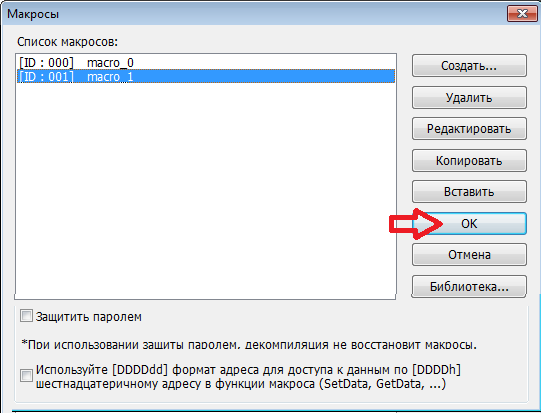 Макросы
Список макросов:
[ID : 000] macro_0
[ID : 001] macro_1
Создать...
Удалить
Редактировать
Копировать
Вставить
OK
Отмена
Библиотека...
Защитить паролем
*При использовании защиты паролем, декомпиляция не восстановит макросы.
Используйте [DDDDdd] формат адреса для доступа к данным по [DDDDh]
шестнадцатеричному адресу в функции макроса (SetData, GetData, ...)